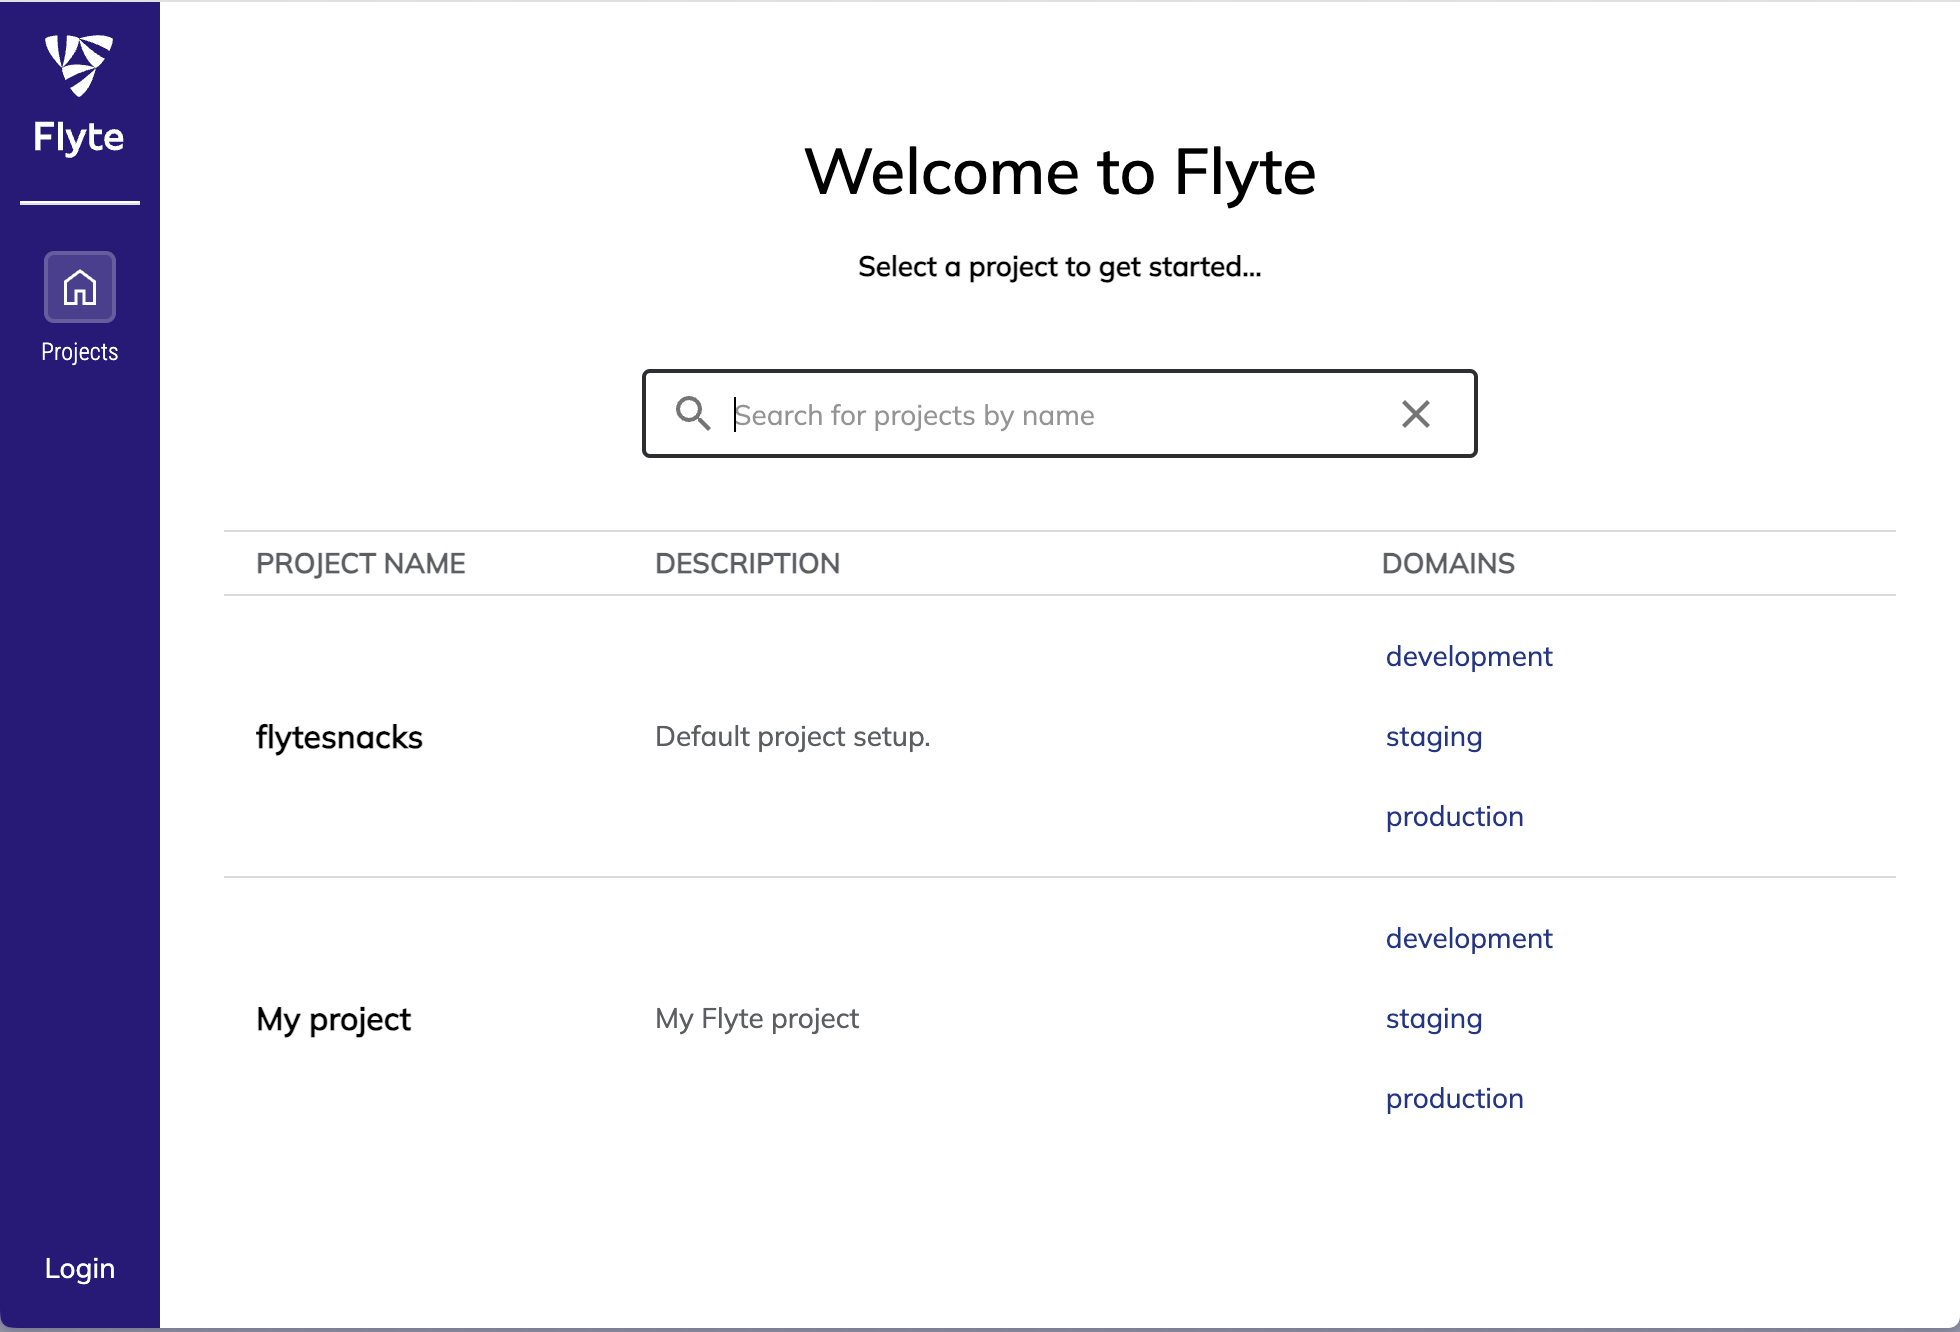 Flyte
Projects
Welcome to Flyte
Select a project to get started...
Search for projects by name
PROJECT NAME DESCRIPTION DOMAINS
development
flytesnacks Default project setup. staging
production
development
My project My Flyte project staging
production
Login